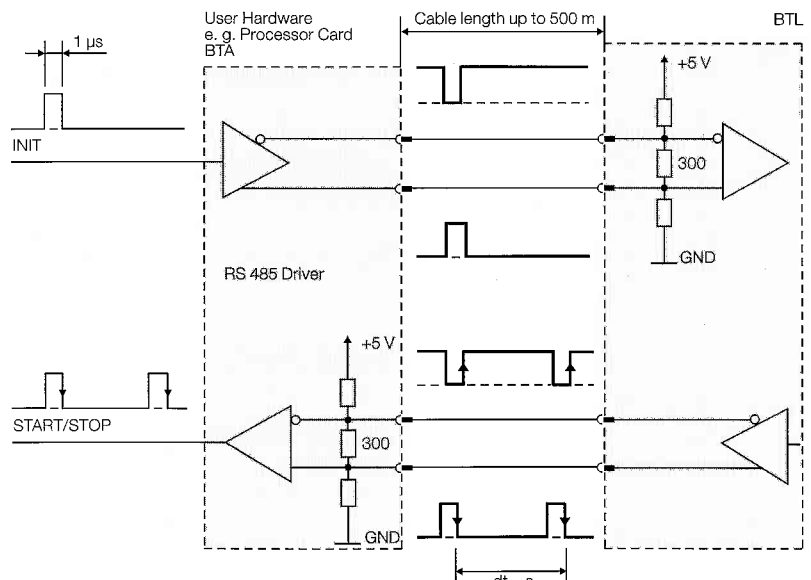 User Hardware
e. g. Processor Card
BTA
Cable length up to 500 m
BTL
1 µs
INIT
+5 V
300
GND
RS 485 Driver
+5 V
START/STOP
300
GND